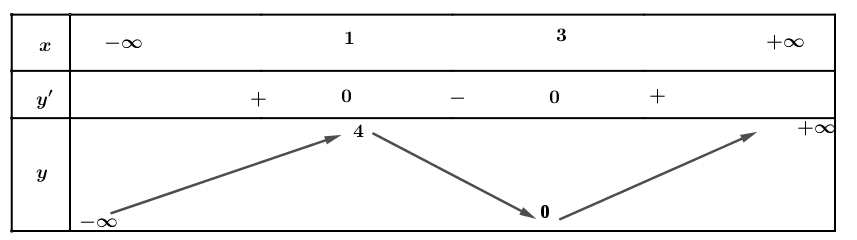 x −∞ 1 3 +∞
y′ + 0 − 0 +
4 +∞
y
−∞ 0